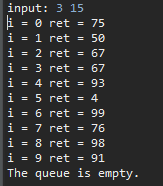 input: 3 15
i = 0 ret = 75
i = 1 ret = 50
i = 2 ret = 67
i = 3 ret = 67
i = 4 ret = 93
i = 5 ret = 4
i = 6 ret = 99
i = 7 ret = 76
i = 8 ret = 98
i = 9 ret = 91
The queue is empty.